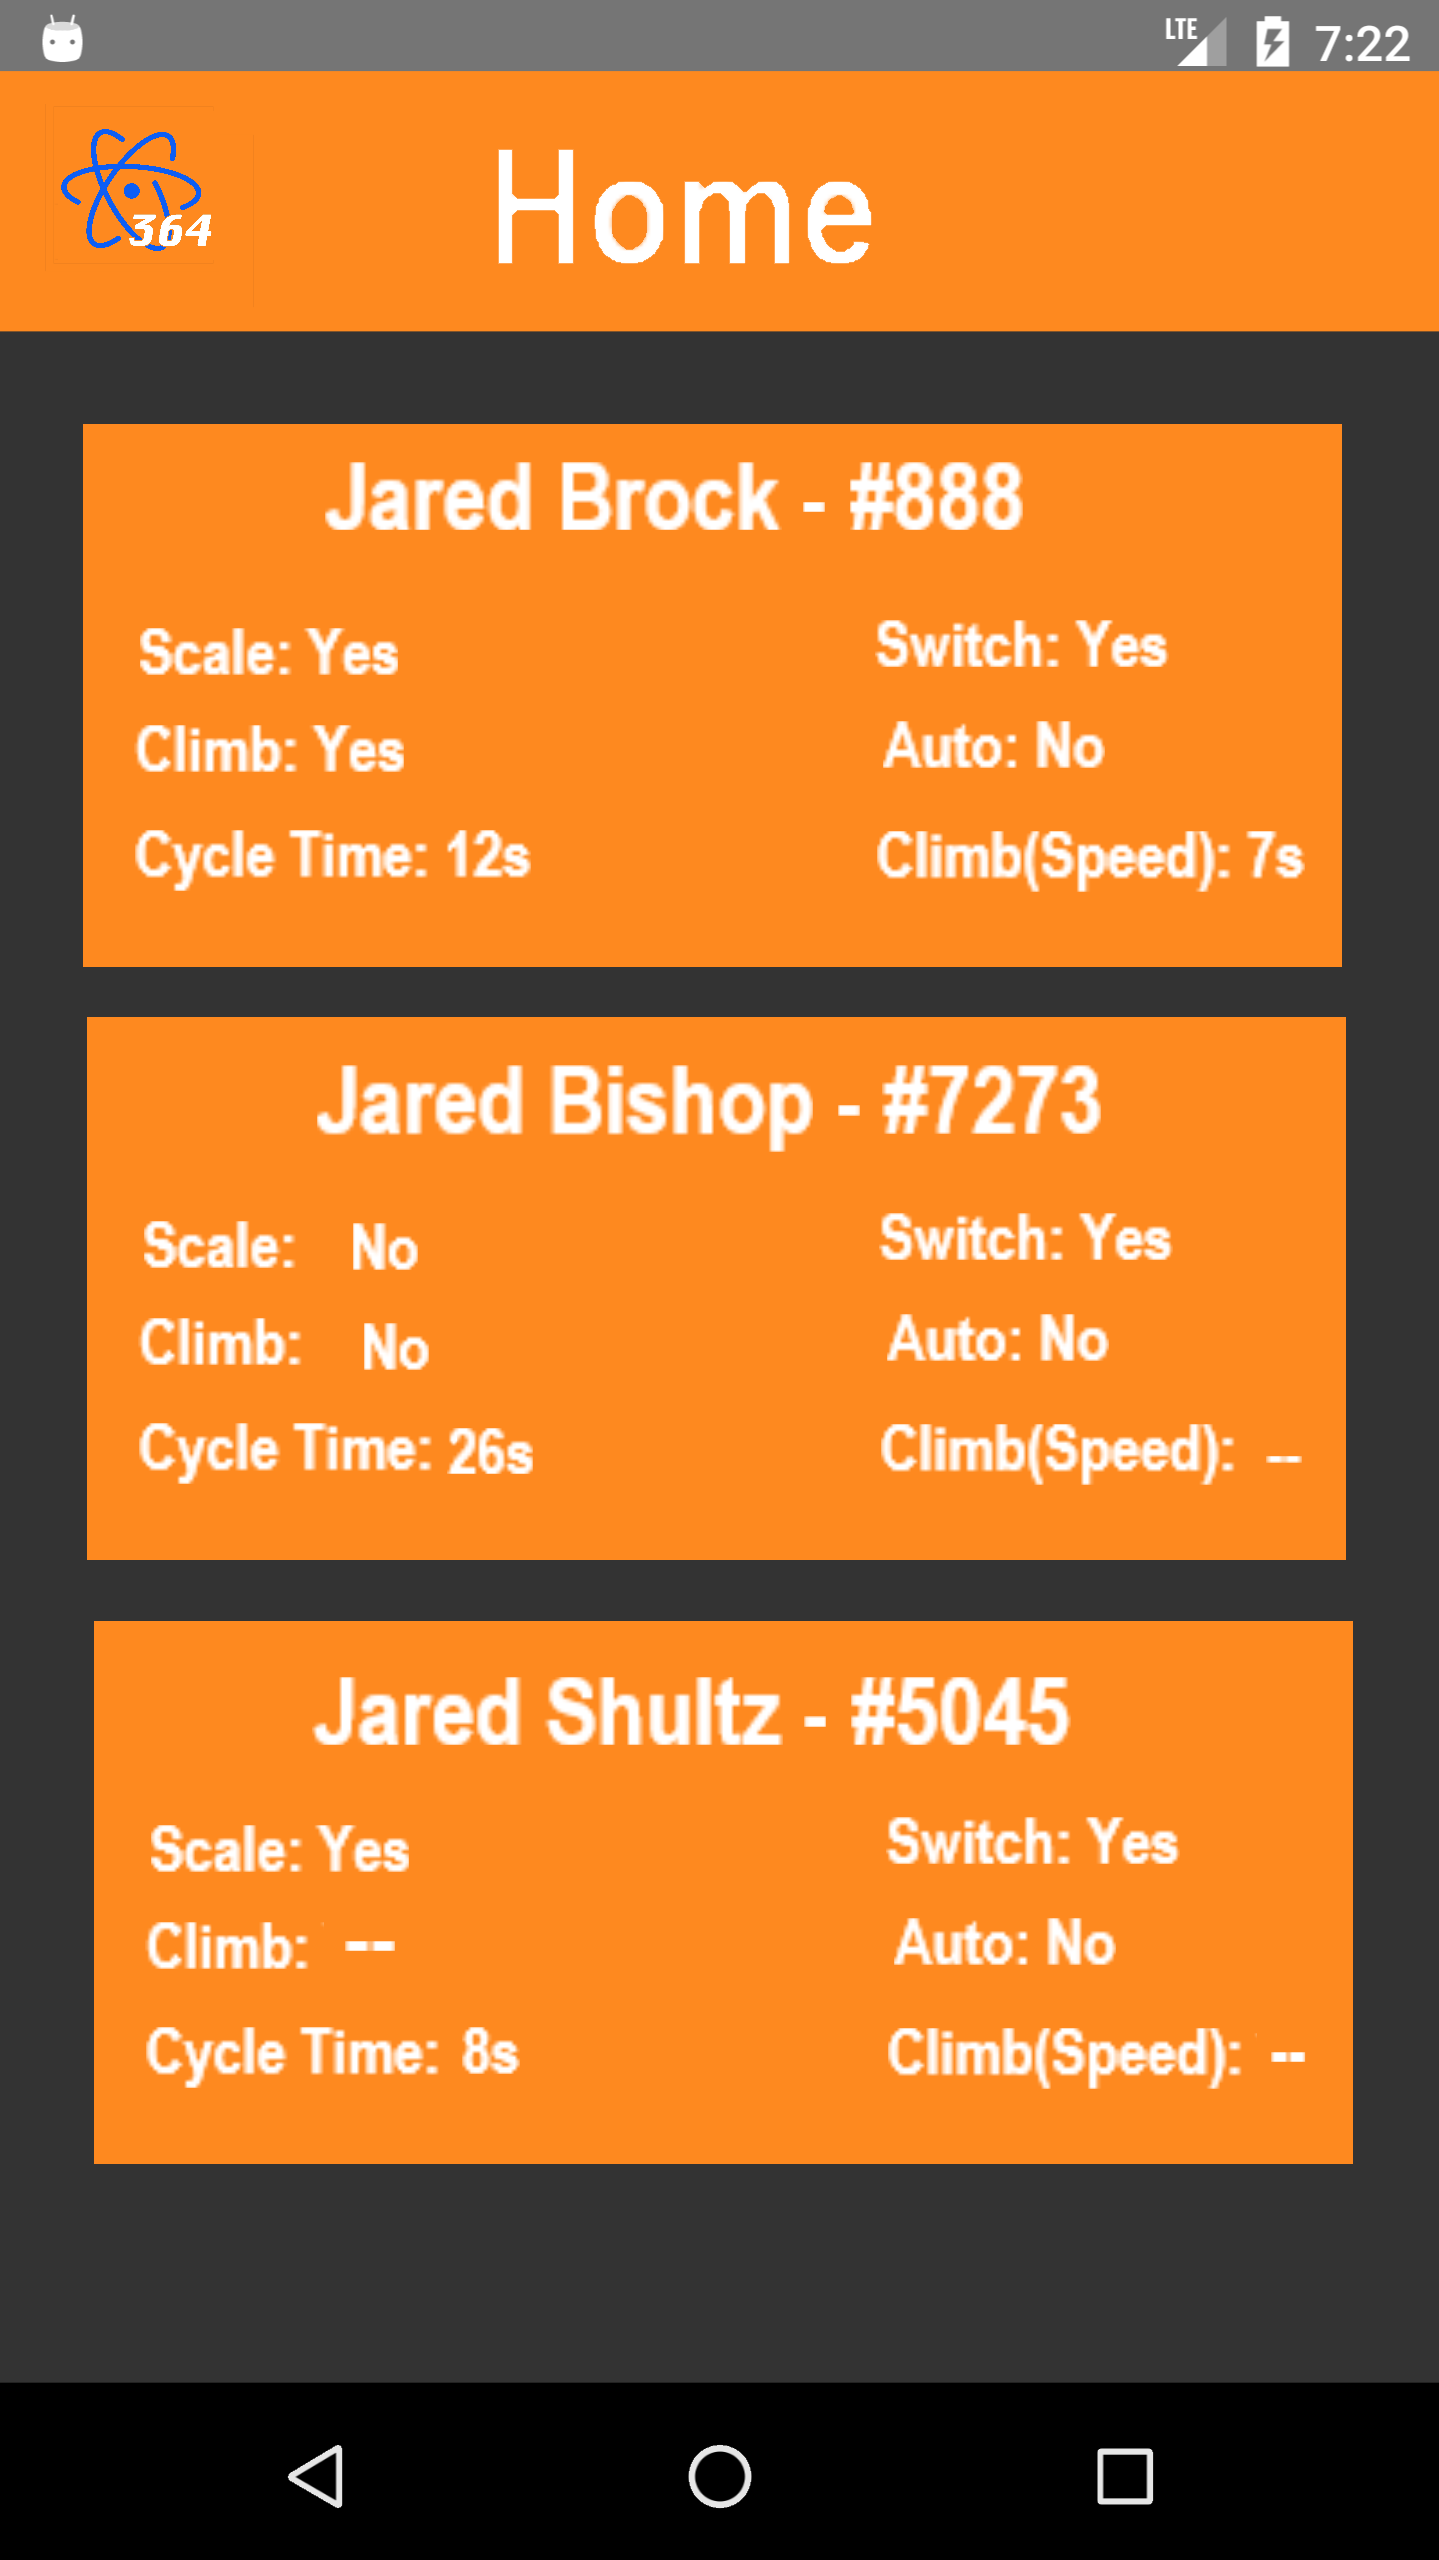 LTE 7:22
364
Home
Jared Brock - #888
Scale: Yes Switch: Yes
Climb: Yes Auto: No
Cycle Time: 12s Climb(Speed): 7s
Jared Bishop - #7273
Scale: No Switch: Yes
Climb: No Auto: No
Cycle Time: 26s Climb(Speed): --
Jared Shultz - #5045
Scale: Yes Switch: Yes
Climb: -- Auto: No
Cycle Time: 8s Climb(Speed): --